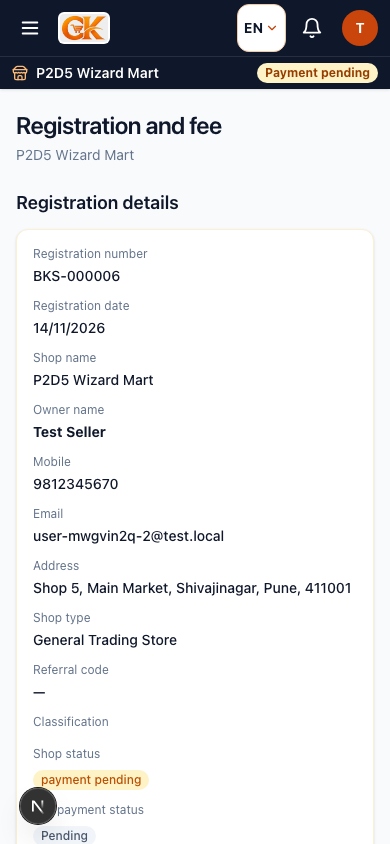 GK
EN
T
P2D5 Wizard Mart
Payment pending
Registration and fee
P2D5 Wizard Mart
Registration details
Registration number
BKS-000006
Registration date
14/11/2026
Shop name
P2D5 Wizard Mart
Owner name
Test Seller
Mobile
9812345670
Email
user-mwgvin2q-2@test.local
Address
Shop 5, Main Market, Shivajinagar, Pune, 411001
Shop type
General Trading Store
Referral code
—
Classification
Shop status
payment pending
N
payment status
Pending